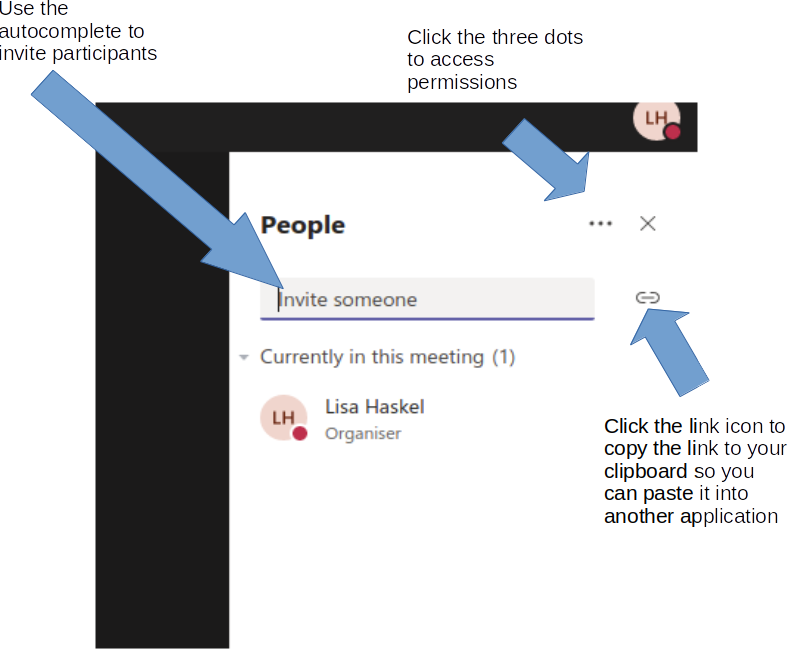 Use the
autocomplete to
invite participants
Click the three dots
to access
permissions
LH
People
Invite someone
Currently in this meeting (1)
LH
Lisa Haskel
Organiser
Click the link icon to
copy the link to your
clipboard so you
can paste it into
another application